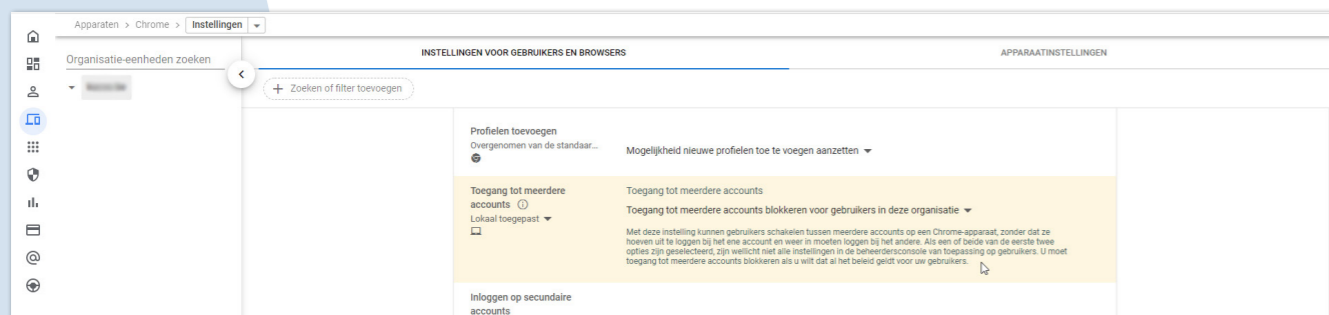 Apparaten > Chrome > Instellingen
Organisatie-eenheden zoeken
INSTELLINGEN VOOR GEBRUIKERS EN BROWSERS
APPARAATINSTELLINGEN
Zoeken of filter toevoegen
Profielen toevoegen
Overgenomen van de standaar...
Mogelijkheid nieuwe profielen toe te voegen aanzetten
Toegang tot meerdere
accounts
Lokaal toegepast
Toegang tot meerdere accounts
Toegang tot meerdere accounts blokkeren voor gebruikers in deze organisatie
Met deze instelling kunnen gebruikers schakelen tussen meerdere accounts op een Chrome-apparaat, zonder dat ze
hoeven uit te loggen bij het ene account en weer in moeten loggen bij het andere. Als een of beide van de eerste twee
opties zijn geselecteerd, zijn wellicht niet alle instellingen in de beheerdersconsole van toepassing op gebruikers. U moet
toegang tot meerdere accounts blokkeren als u wilt dat al het beleid geldt voor uw gebruikers.
Inloggen op secundaire
accounts